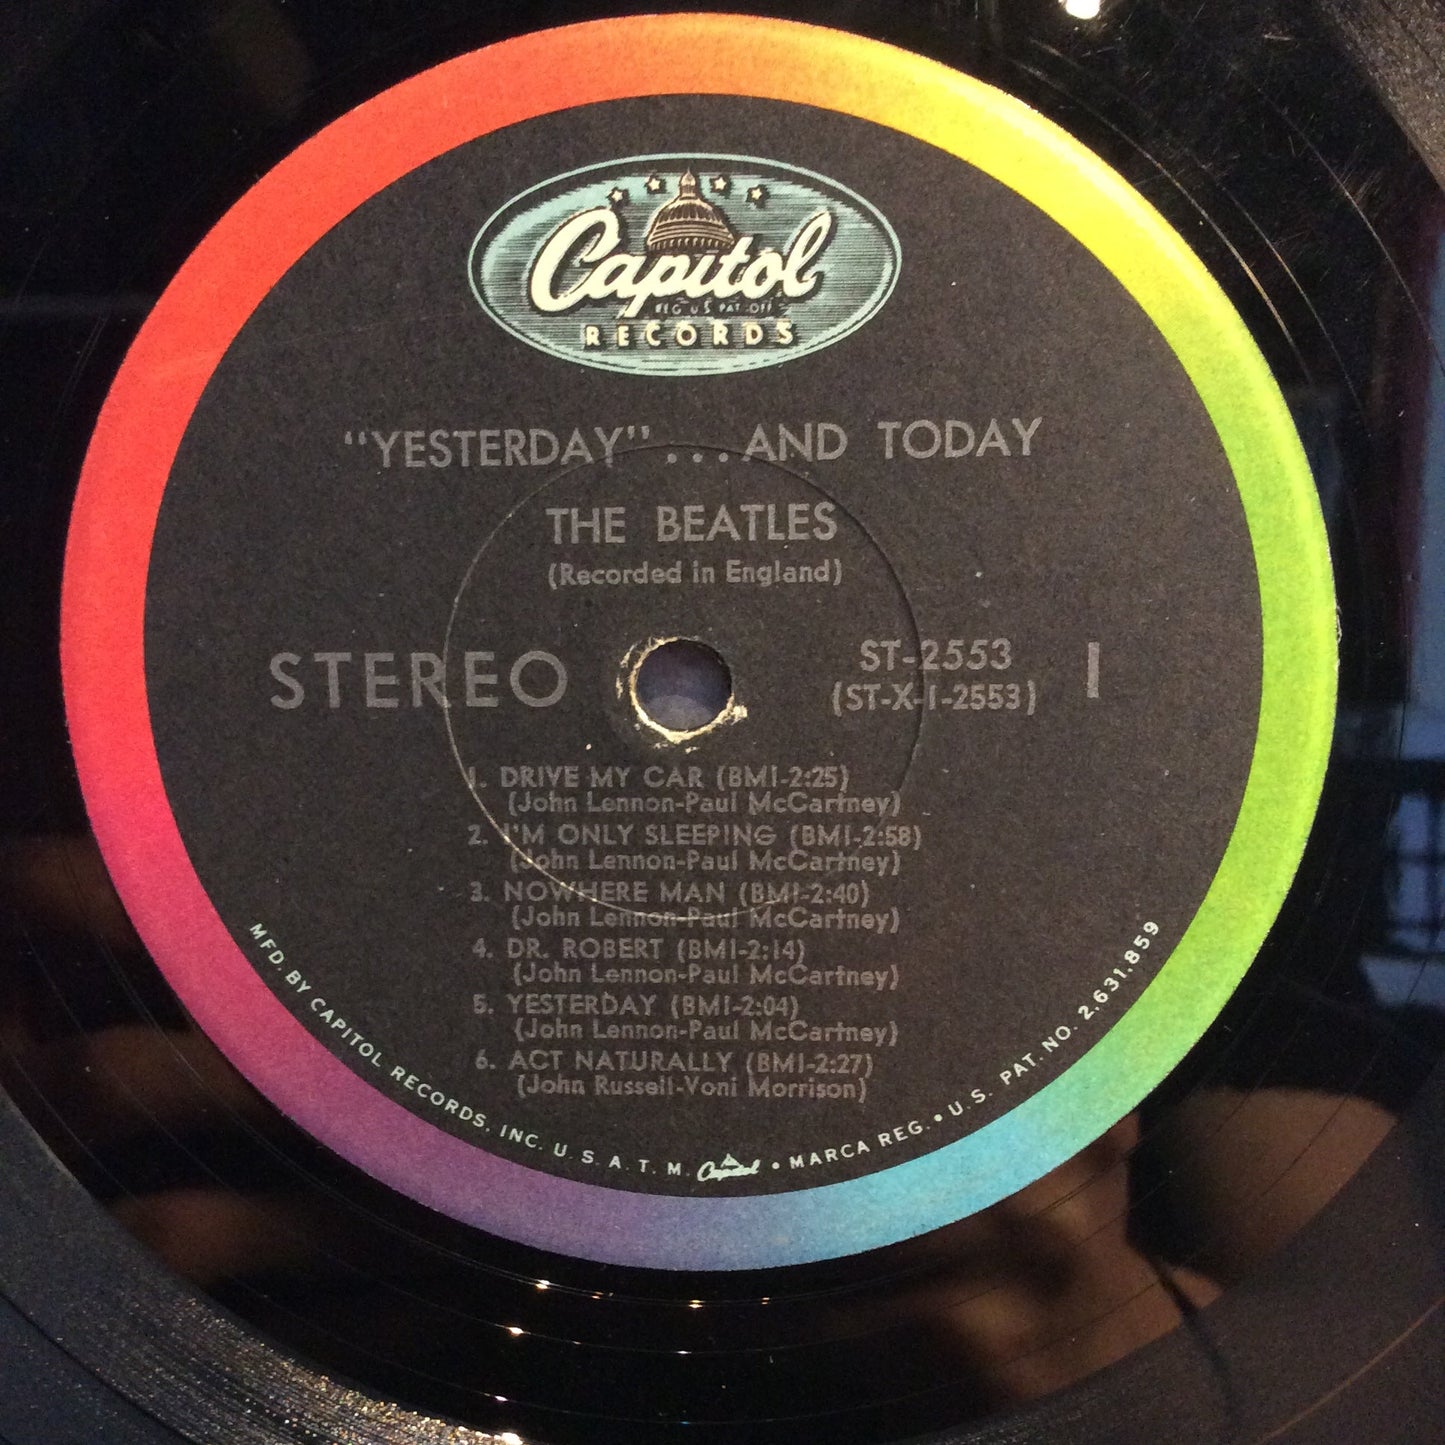 Capitol
REG. U.S. PAT. OFF.
RECORDS
"YESTERDAY" ...AND TODAY
THE BEATLES
(Recorded in England)
STEREO
ST-2553
(ST-X-1-2553)
1
1. DRIVE MY CAR (BMI-2:25)
(John Lennon-Paul McCartney)
2. I'M ONLY SLEEPING (BMI-2:58)
(John Lennon-Paul McCartney)
3. NOWHERE MAN (BMI-2:40)
(John Lennon-Paul McCartney)
4. DR. ROBERT (BMI-2:14)
(John Lennon-Paul McCartney)
5. YESTERDAY (BMI-2:04)
(John Lennon-Paul McCartney)
6. ACT NATURALLY (BMI-2:27)
(John Russell-Voni Morrison)
MFD. BY CAPITOL RECORDS, INC. U. S. A. T. M. Capitol • MARCA REG. • U.S. PAT. NO. 2,631,859